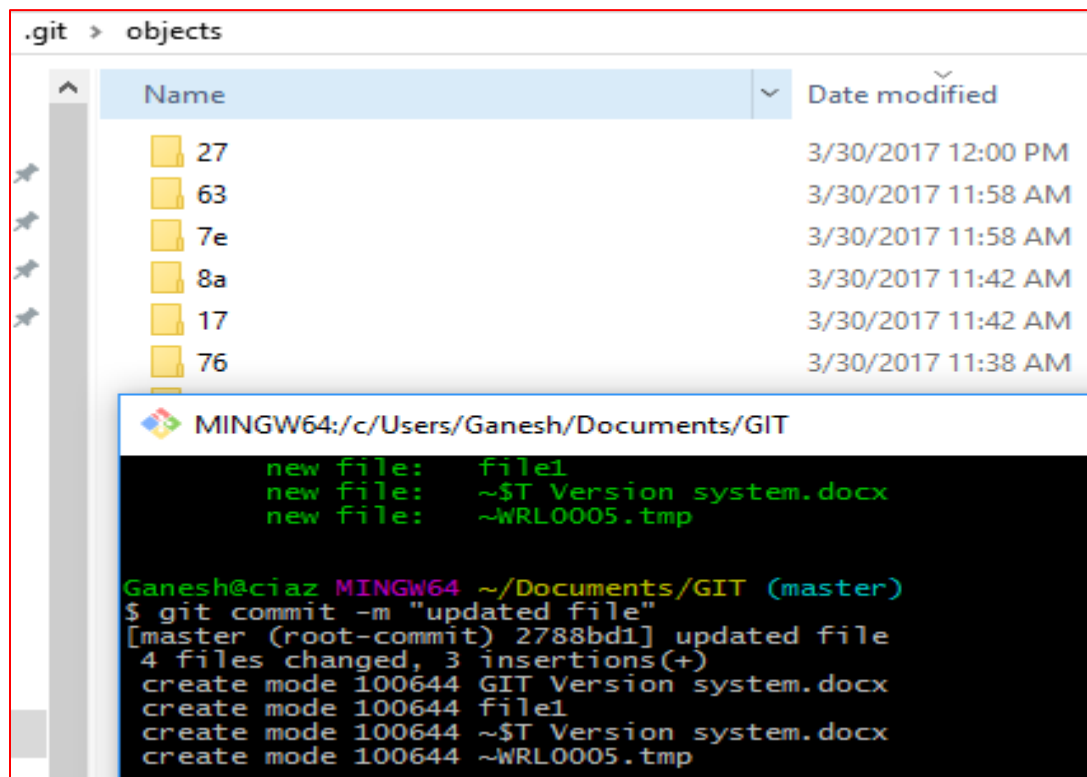 .git > objects
Name Date modified
27 3/30/2017 12:00 PM
63 3/30/2017 11:58 AM
7e 3/30/2017 11:58 AM
8a 3/30/2017 11:42 AM
17 3/30/2017 11:42 AM
76 3/30/2017 11:38 AM
MINGW64:/c/Users/Ganesh/Documents/GIT
new file: file1
new file: ~$T Version system.docx
new file: ~WRL0005.tmp
Ganesh@ciaz MINGW64 ~/Documents/GIT (master)
$ git commit -m "updated file"
[master (root-commit) 2788bd1] updated file
4 files changed, 3 insertions(+)
create mode 100644 GIT Version system.docx
create mode 100644 file1
create mode 100644 ~$T Version system.docx
create mode 100644 ~WRL0005.tmp